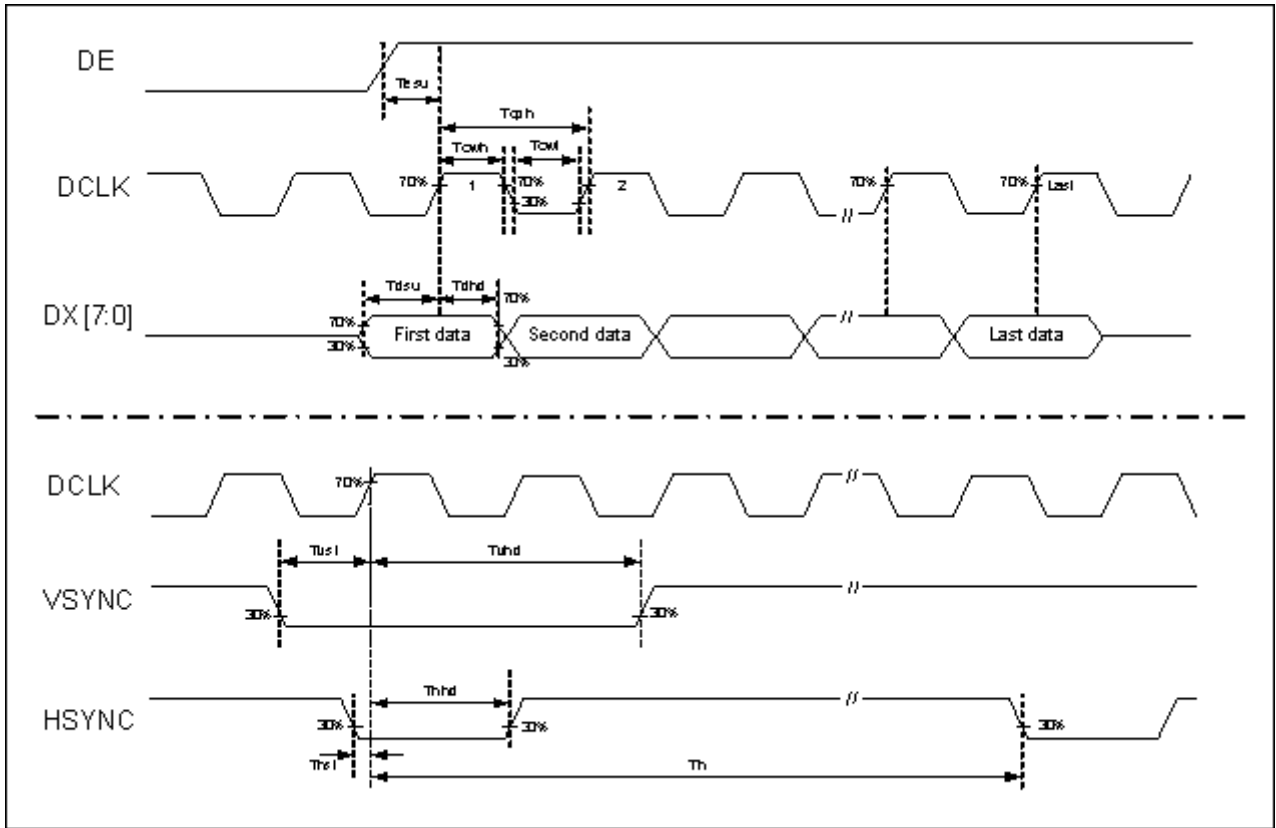 DE
Tesu
Tcph
Tcwh Tcwl
DCLK 70% 1 70% 2 70% 70% Last
30%
//
Tdsu Tdhd
70%
DX [7:0] 70% First data Second data // Last data
30% 30%
DCLK 70% //
Tvst Tvhd
VSYNC 30% 30% //
Thhd
HSYNC 30% 30% // 30%
Thst
Th